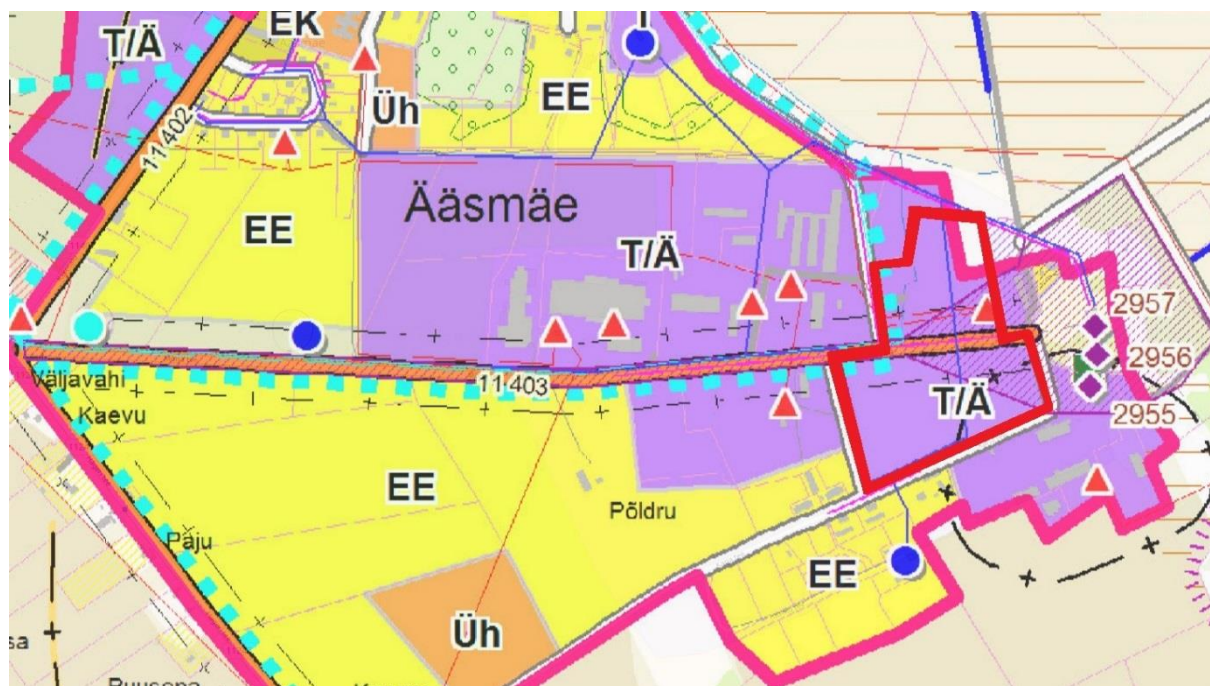 T/Ä
EK
11 402
Üh
EE
EE
Ääsmäe
T/Ä
2957
2956
2955
11 403
Väljavahi
Kaevu
T/Ä
EE
Põldru
Paju
EE
Üh